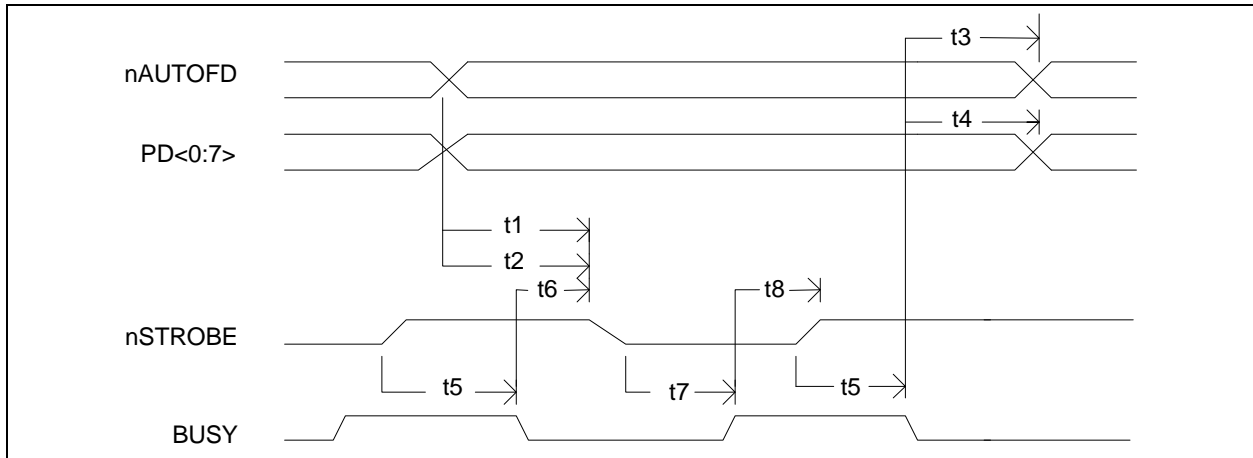 t3
nAUTOFD
t4
PD<0:7>
t1
t2
t6
t8
nSTROBE
t5
t7
t5
BUSY